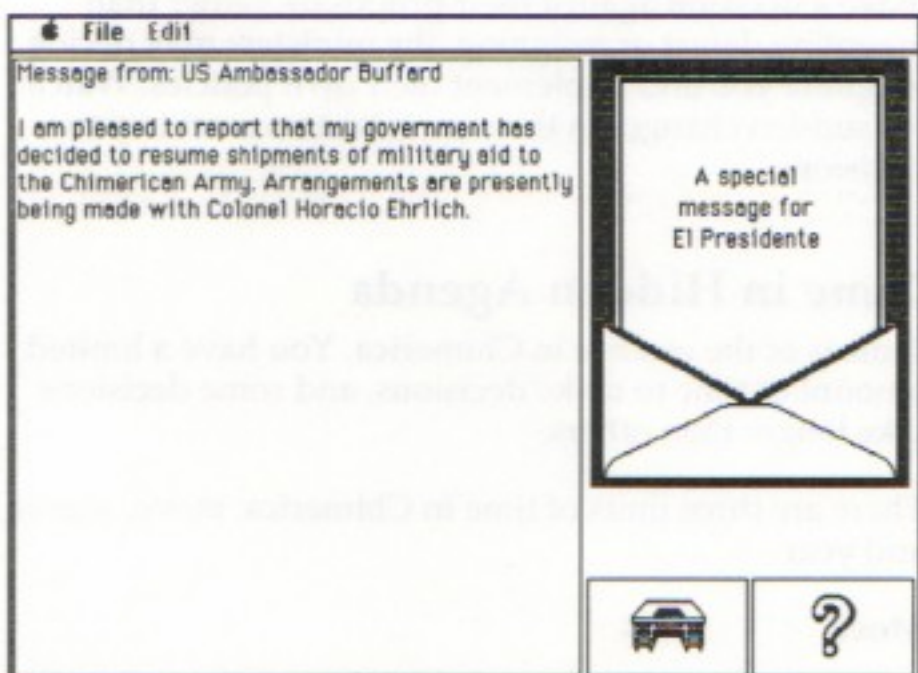 File Edit
Message from: US Ambassador Buffard
I am pleased to report that my government has
decided to resume shipments of military aid to
the Chimerican Army. Arrangements are presently
being made with Colonel Horacio Ehrlich.
A special
message for
El Presidente
?